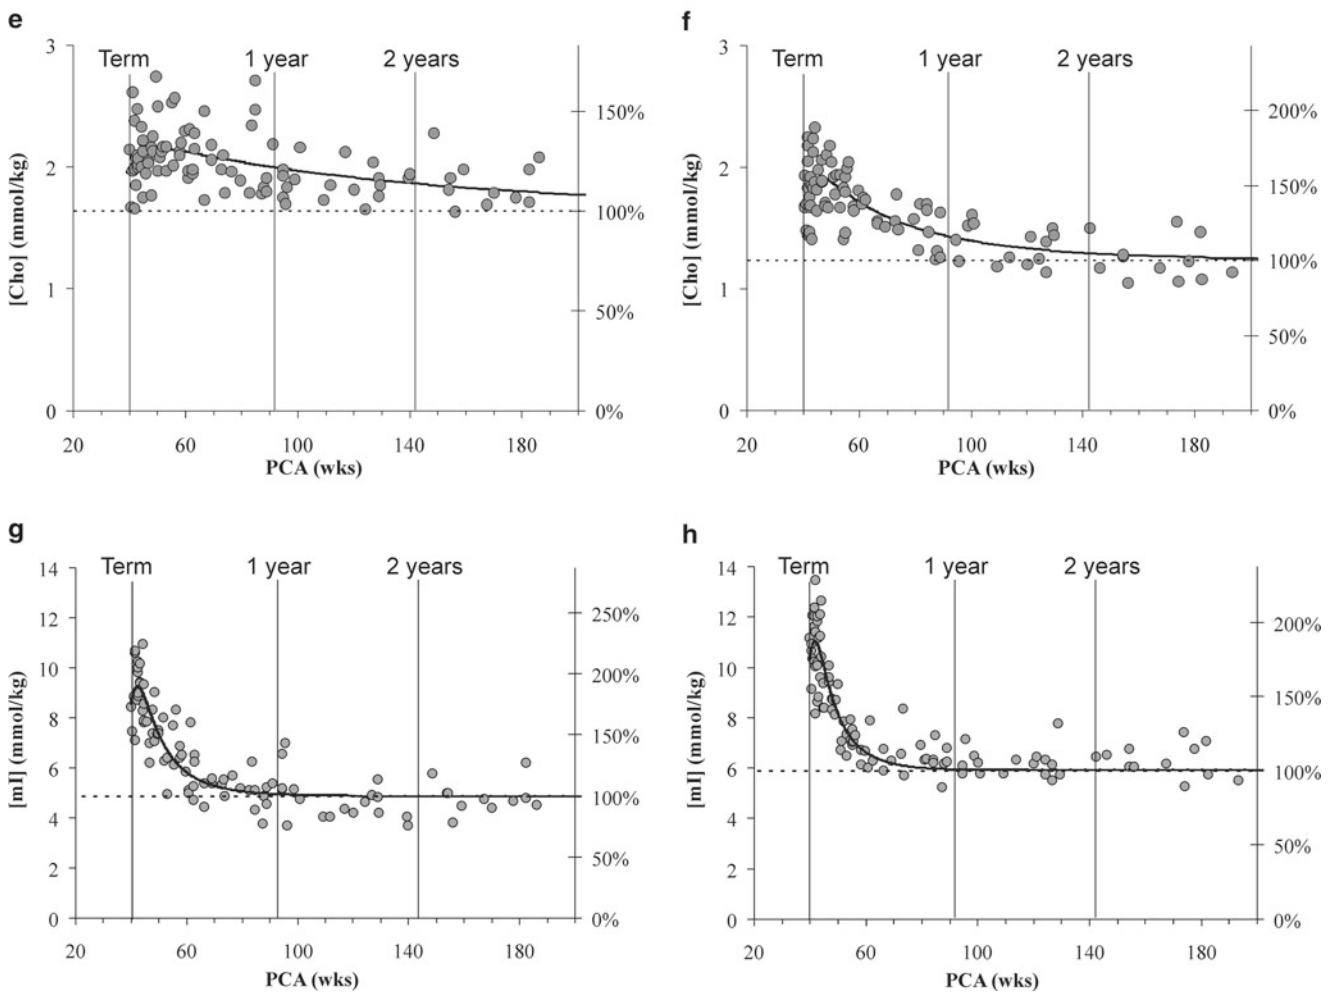 e
Term 1 year 2 years
3
2
1
0
[Cho] (mmol/kg)
150%
100%
50%
0%
20 60 100 140 180
PCA (wks)
f
Term 1 year 2 years
3
2
1
0
[Cho] (mmol/kg)
200%
150%
100%
50%
0%
20 60 100 140 180
PCA (wks)
g
Term 1 year 2 years
14
12
10
8
6
4
2
0
[mI] (mmol/kg)
250%
200%
150%
100%
50%
0%
20 60 100 140 180
PCA (wks)
h
Term 1 year 2 years
14
12
10
8
6
4
2
0
[mI] (mmol/kg)
200%
150%
100%
50%
0%
20 60 100 140 180
PCA (wks)